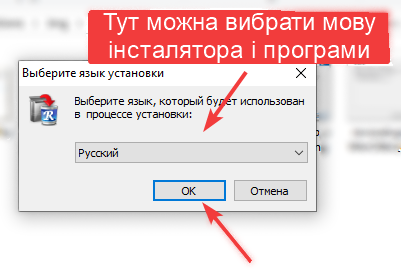 Тут можна вибрати мову
інсталятора і програми
Выберите язык установки
Выберите язык, который будет использован
в процессе установки:
Русский
OK
Отмена